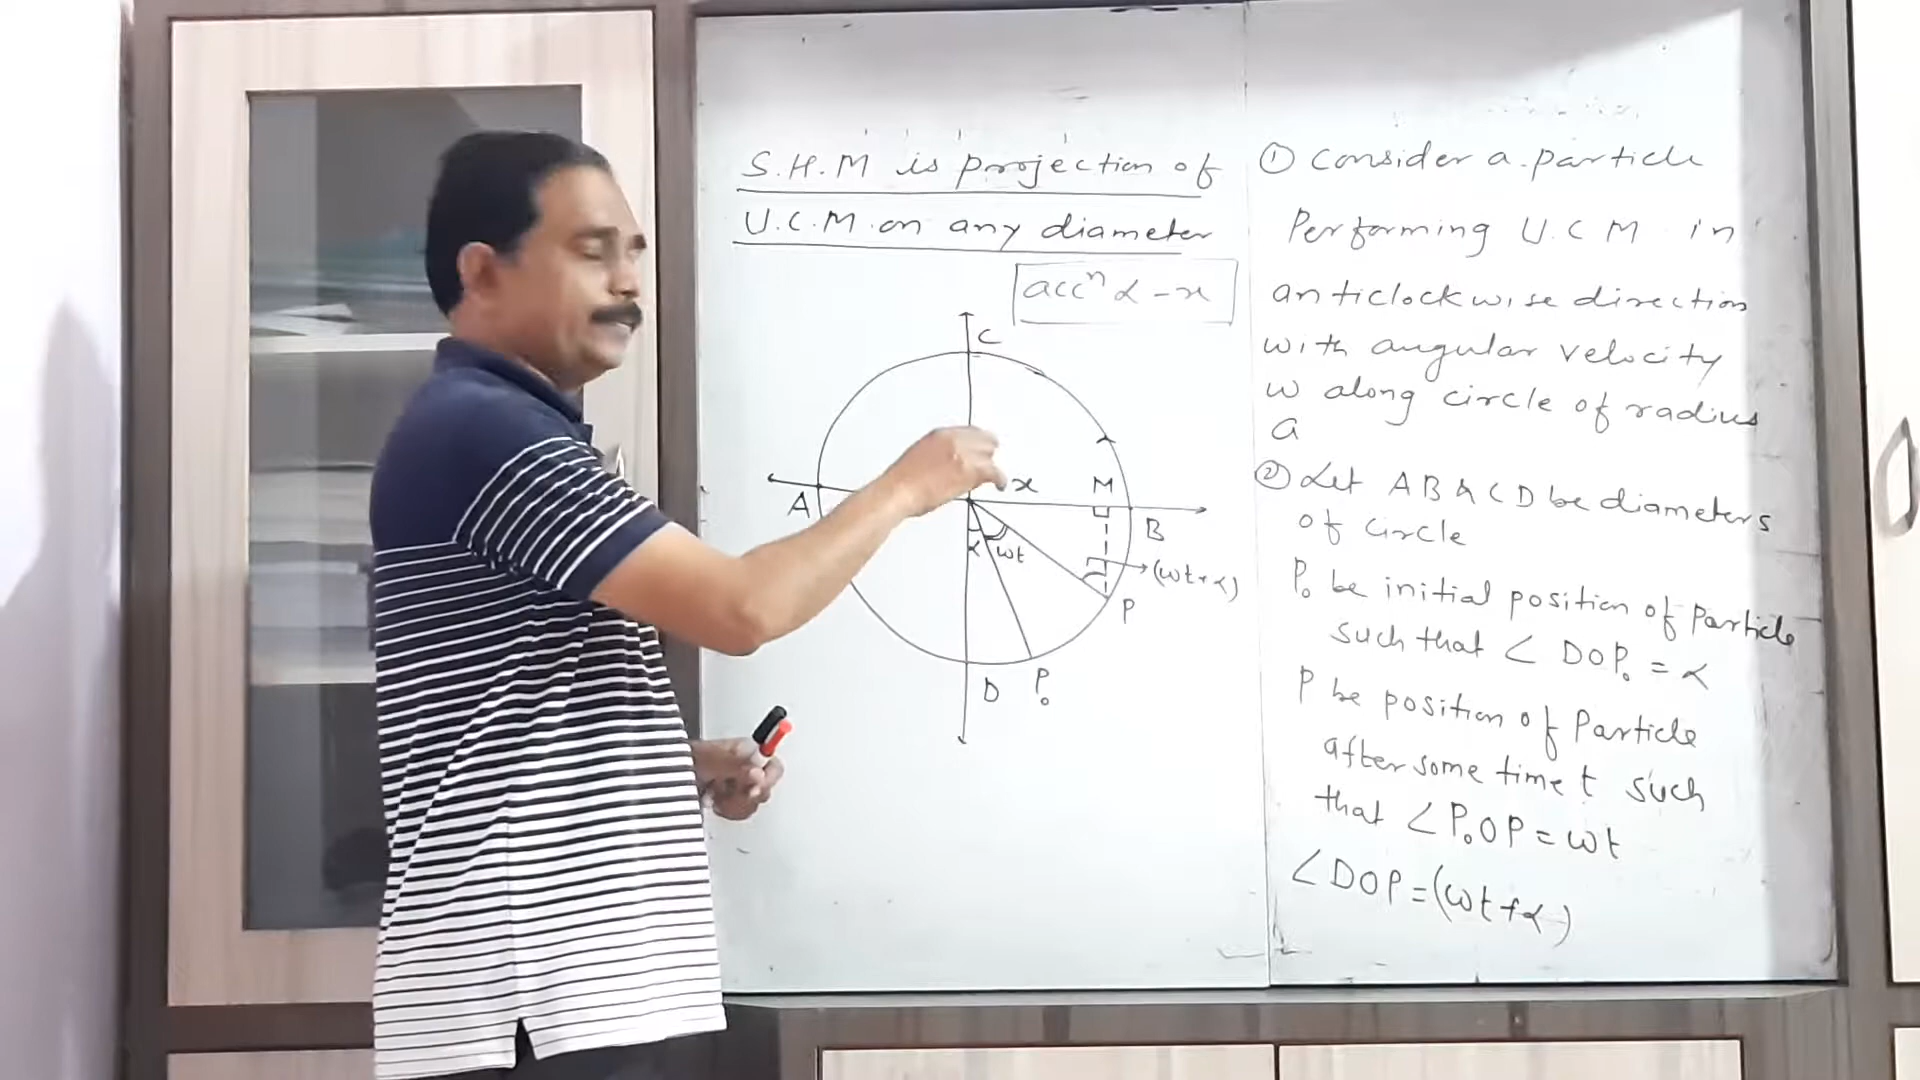 S.H.M is projection of
U.C.M. on any diameter
accⁿ α -x
C
A
x
M
B
α
ωt
(ωt+α)
P
D
P₀
① Consider a particle
Performing U.C M in
anticlockwise direction
with angular velocity
ω along circle of radius
a
② Let AB & CD be diameters
of circle
P₀ be initial position of Particle
such that ∠ DOP₀ = α
P be position of Particle
after some time t such
that ∠P₀OP = ωt
∠DOP = (ωt+α)